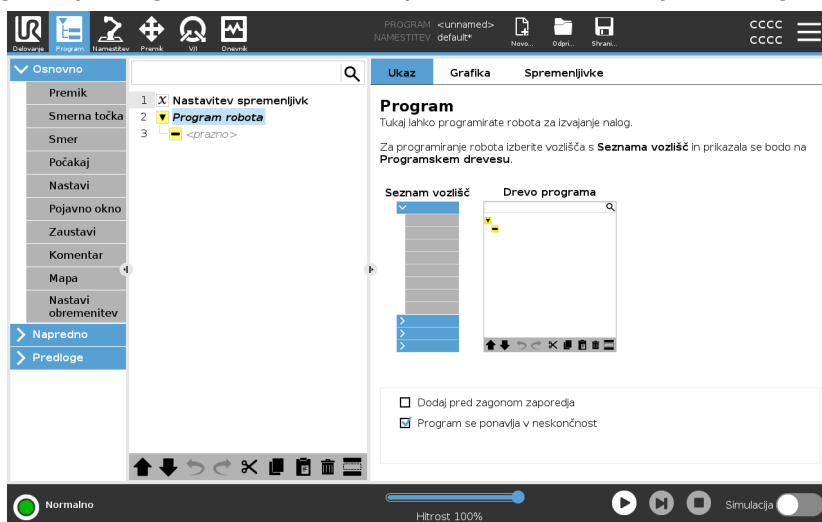 PROGRAM <unnamed>
NAMESTITEV default*
Delovanje Program Namestitev Premik V/I Dnevnik
Novo... Odpri... Shrani...
CCCC
CCCC
Osnovno
Premik
Smerna točka
Smer
Počakaj
Nastavi
Pojavno okno
Zaustavi
Komentar
Mapa
Nastavi
obremenitev
Napredno
Predloge
1 X Nastavitev spremenljivk
2 Program robota
3 <prazno>
Ukaz Grafika Spremenljivke
Program
Tukaj lahko programirate robota za izvajanje nalog.
Za programiranje robota izberite vozlišča s Seznama vozlišč in prikazala se bodo na
Programskem drevesu.
Seznam vozlišč Drevo programa
Dodaj pred zagonom zaporedja
Program se ponavlja v neskončnost
Normalno
Hitrost 100%
Simulacija